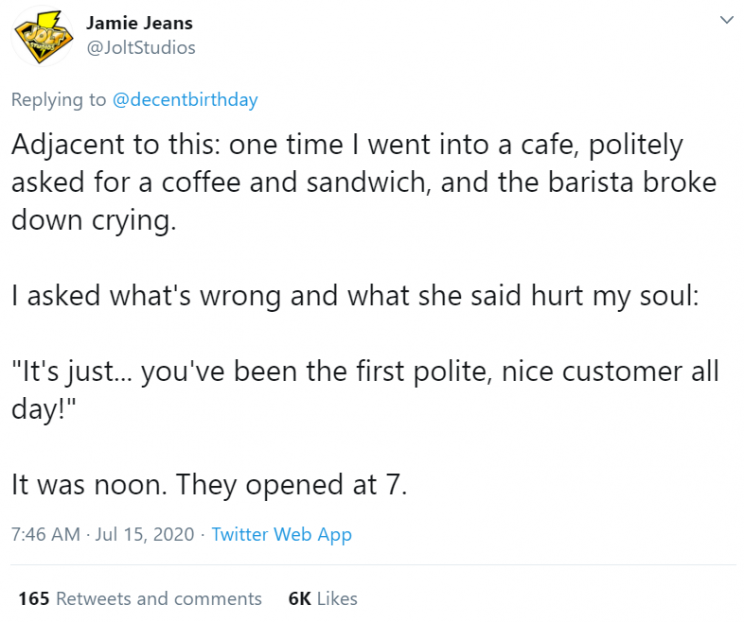 Jamie Jeans
@JoltStudios
Replying to @decentbirthday
Adjacent to this: one time I went into a cafe, politely
asked for a coffee and sandwich, and the barista broke
down crying.
I asked what's wrong and what she said hurt my soul:
"It's just... you've been the first polite, nice customer all
day!"
It was noon. They opened at 7.
7:46 AM · Jul 15, 2020 · Twitter Web App
165 Retweets and comments 6K Likes